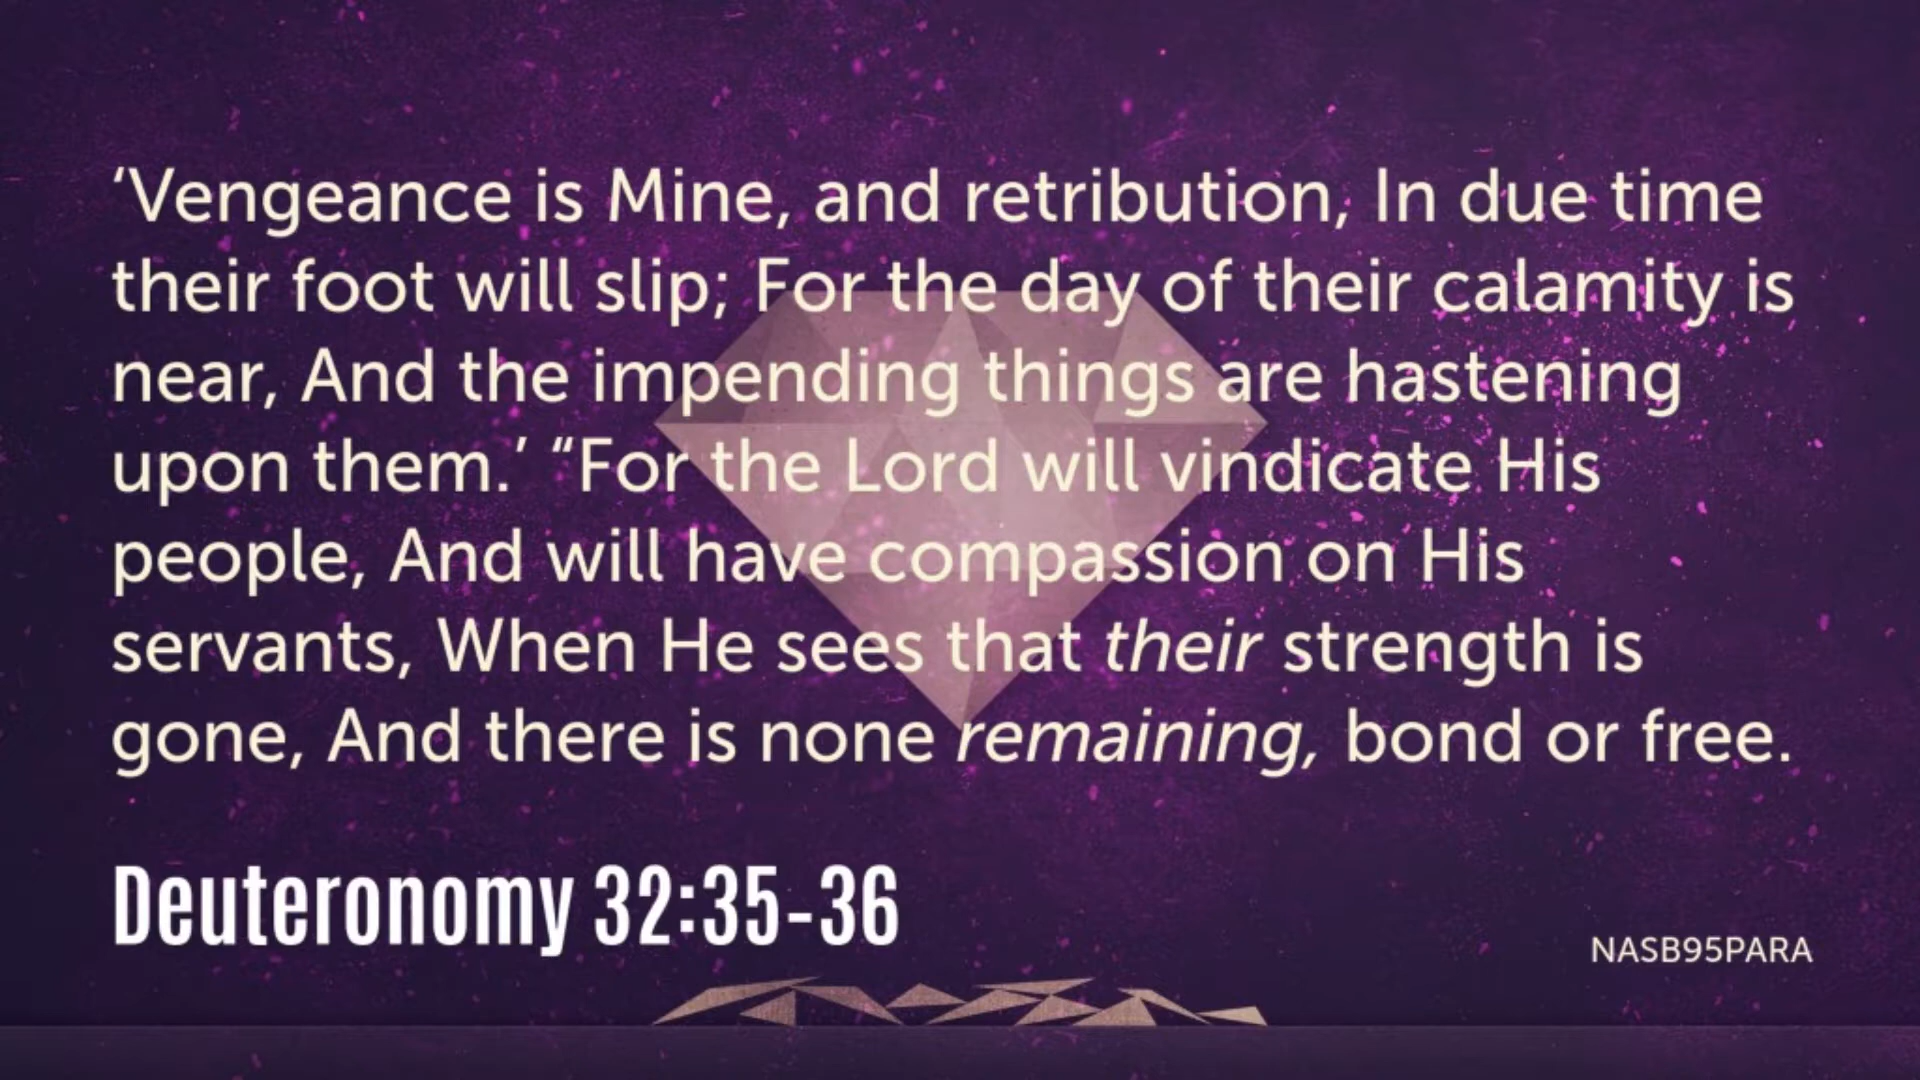 ‘Vengeance is Mine, and retribution, In due time
their foot will slip; For the day of their calamity is
near, And the impending things are hastening
upon them.’ “For the Lord will vindicate His
people, And will have compassion on His
servants, When He sees that their strength is
gone, And there is none remaining, bond or free.
Deuteronomy 32:35-36
NASB95PARA